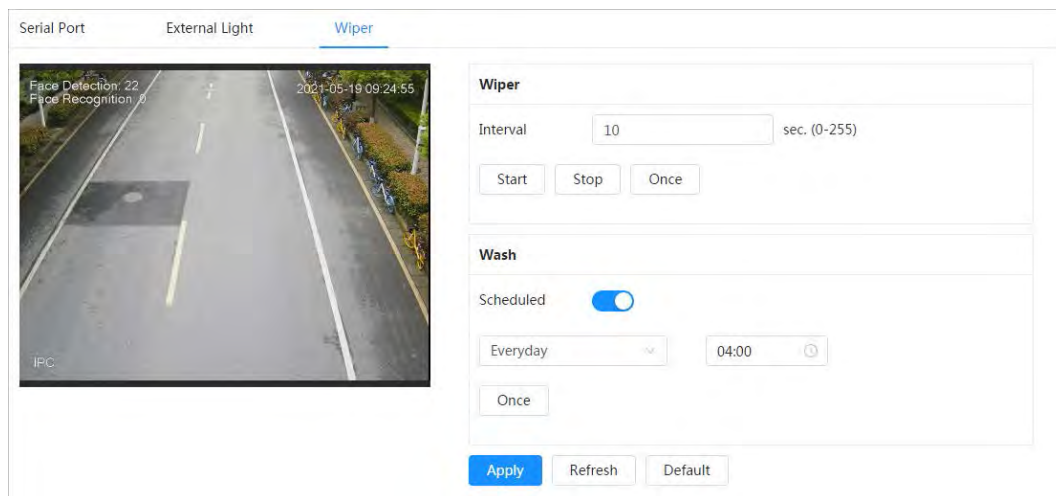 Serial Port External Light Wiper
Face Detection: 22
Face Recognition: 0
2021-05-19 09:24:55
IPC
Wiper
Interval 10 sec. (0-255)
Start Stop Once
Wash
Scheduled
Everyday 04:00
Once
Apply Refresh Default